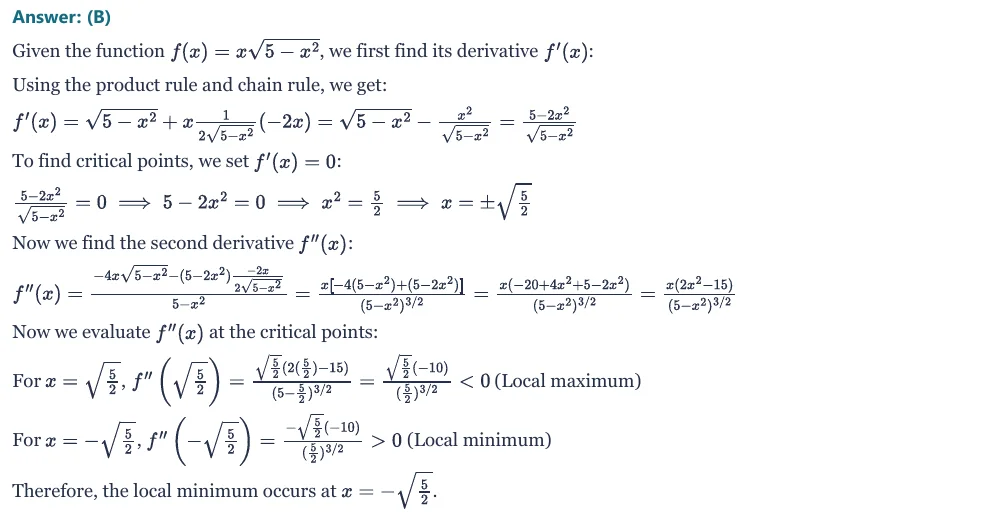 Answer: (B)
Given the function f(x) = x√(5 − x²), we first find its derivative f′(x):
Using the product rule and chain rule, we get:
f′(x) = √(5 − x²) + x 1/(2√(5−x²)) (−2x) = √(5 − x²) − x²/√(5−x²) = (5−2x²)/√(5−x²)
To find critical points, we set f′(x) = 0:
(5−2x²)/√(5−x²) = 0 ⟹ 5 − 2x² = 0 ⟹ x² = 5/2 ⟹ x = ±√(5/2)
Now we find the second derivative f″(x):
f″(x) = (−4x√(5−x²)−(5−2x²) (−2x)/(2√(5−x²)))/(5−x²) = x[−4(5−x²)+(5−2x²)]/(5−x²)^(3/2) = x(−20+4x²+5−2x²)/(5−x²)^(3/2) = x(2x²−15)/(5−x²)^(3/2)
Now we evaluate f″(x) at the critical points:
For x = √(5/2), f″(√(5/2)) = √(5/2)(2(5/2)−15)/(5−5/2)^(3/2) = √(5/2)(−10)/(5/2)^(3/2) < 0 (Local maximum)
For x = −√(5/2), f″(−√(5/2)) = −√(5/2)(−10)/(5/2)^(3/2) > 0 (Local minimum)
Therefore, the local minimum occurs at x = −√(5/2).